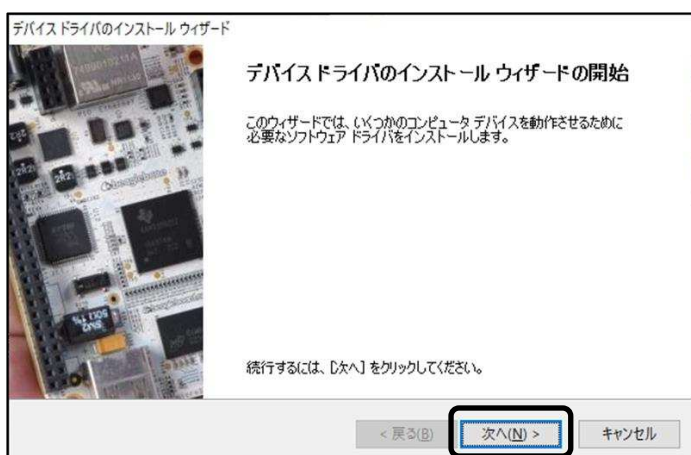 デバイス ドライバのインストール ウィザード
デバイス ドライバのインストール ウィザードの開始
このウィザードでは、いくつかのコンピュータ デバイスを動作させるために
必要なソフトウェア ドライバをインストールします。
続行するには、[次へ] をクリックしてください。
< 戻る(B)
次へ(N) >
キャンセル
beaglebone
2R2
2R2
50Ω 1%